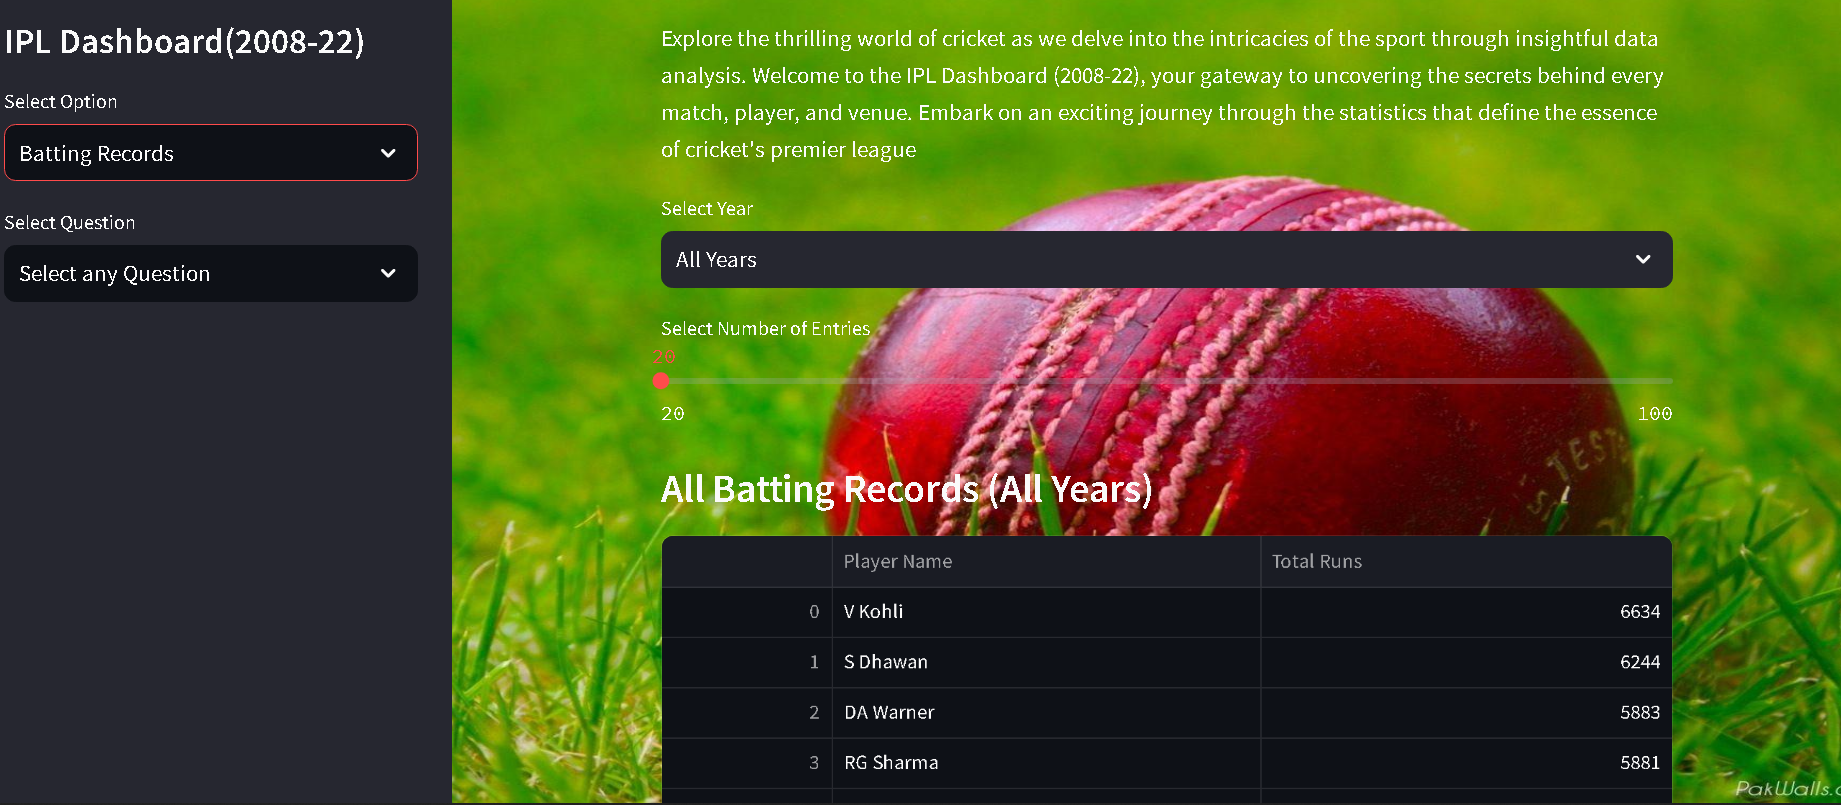 IPL Dashboard(2008-22)
Select Option
Batting Records
Select Question
Select any Question
Explore the thrilling world of cricket as we delve into the intricacies of the sport through insightful data
analysis. Welcome to the IPL Dashboard (2008-22), your gateway to uncovering the secrets behind every
match, player, and venue. Embark on an exciting journey through the statistics that define the essence
of cricket's premier league
Select Year
All Years
Select Number of Entries
20
20 100
All Batting Records (All Years)
Player Name Total Runs
0 V Kohli 6634
1 S Dhawan 6244
2 DA Warner 5883
3 RG Sharma 5881
TEST
PakWalls.c